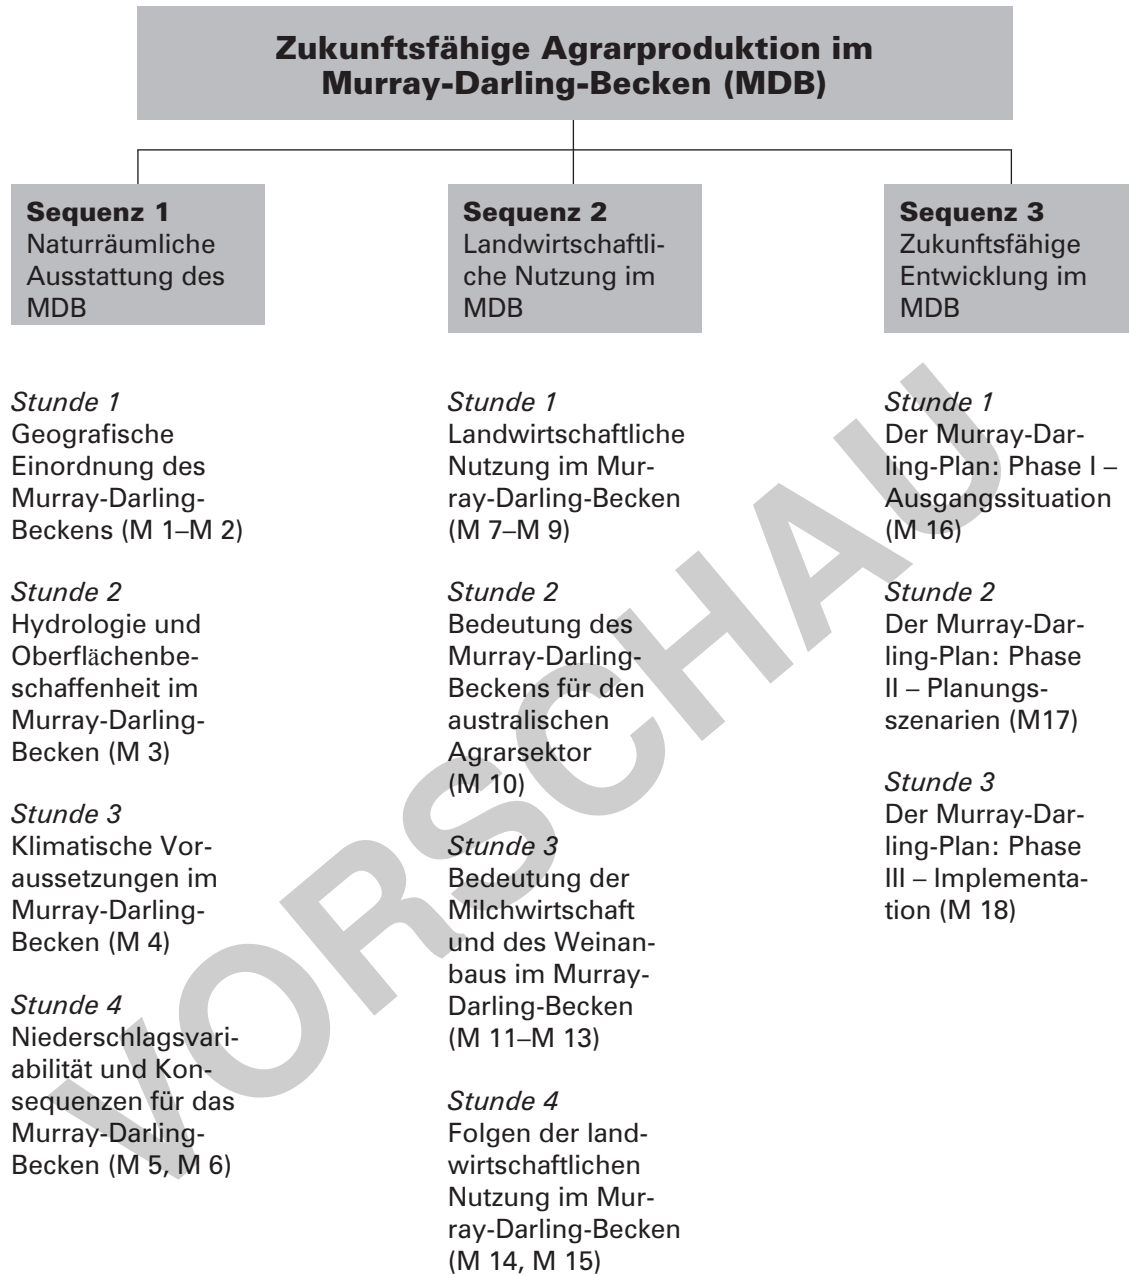 Zukunftsfähige Agrarproduktion im
Murray-Darling-Becken (MDB)
Sequenz 1
Naturräumliche
Ausstattung des
MDB
Stunde 1
Geografische
Einordnung des
Murray-Darling-
Beckens (M 1–M 2)
Stunde 2
Hydrologie und
Oberflächenbe-
schaffenheit im
Murray-Darling-
Becken (M 3)
Stunde 3
Klimatische Vor-
aussetzungen im
Murray-Darling-
Becken (M 4)
Stunde 4
Niederschlagsvari-
abilität und Kon-
sequenzen für das
Murray-Darling-
Becken (M 5, M 6)
Sequenz 2
Landwirtschaftli-
che Nutzung im
MDB
Stunde 1
Landwirtschaftliche
Nutzung im Mur-
ray-Darling-Becken
(M 7–M 9)
Stunde 2
Bedeutung des
Murray-Darling-
Beckens für den
australischen
Agrarsektor
(M 10)
Stunde 3
Bedeutung der
Milchwirtschaft
und des Weinan-
baus im Murray-
Darling-Becken
(M 11–M 13)
Stunde 4
Folgen der land-
wirtschaftlichen
Nutzung im Mur-
ray-Darling-Becken
(M 14, M 15)
Sequenz 3
Zukunftsfähige
Entwicklung im
MDB
Stunde 1
Der Murray-Dar-
ling-Plan: Phase I –
Ausgangssituation
(M 16)
Stunde 2
Der Murray-Dar-
ling-Plan: Phase
II – Planungs-
szenarien (M17)
Stunde 3
Der Murray-Dar-
ling-Plan: Phase
III – Implementa-
tion (M 18)
VORSCHAU